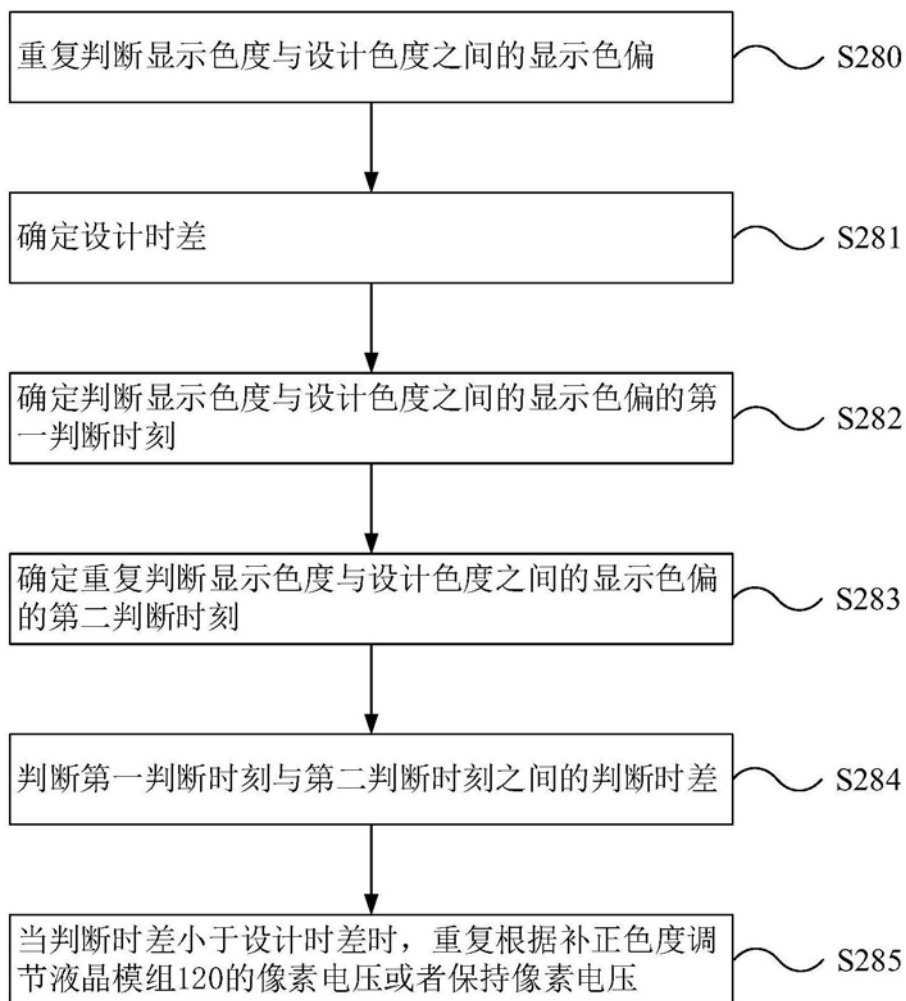 重复判断显示色度与设计色度之间的显示色偏
S280
确定设计时差
S281
确定判断显示色度与设计色度之间的显示色偏的第
一判断时刻
S282
确定重复判断显示色度与设计色度之间的显示色偏
的第二判断时刻
S283
判断第一判断时刻与第二判断时刻之间的判断时差
S284
当判断时差小于设计时差时，重复根据补正色度调
节液晶模组120的像素电压或者保持像素电压
S285